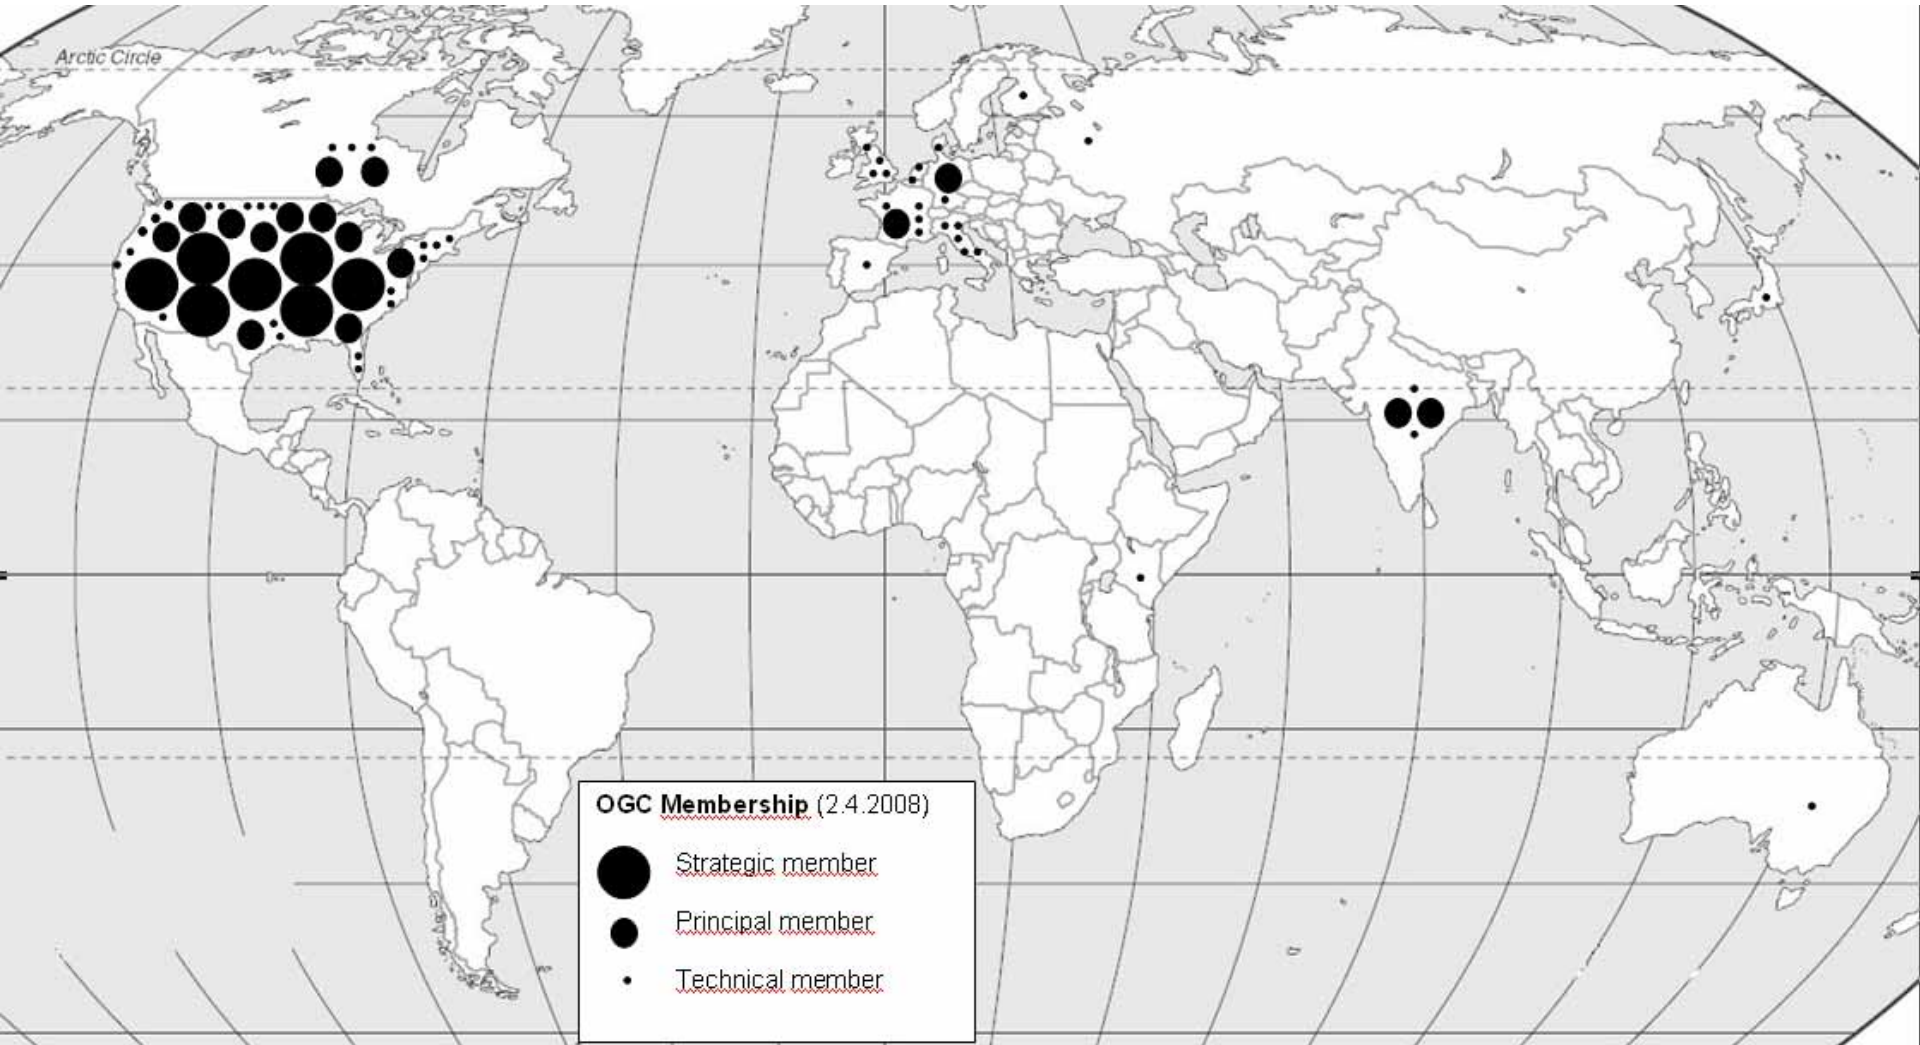 Arctic Circle
OGC Membership (2.4.2008)
Strategic member
Principal member
Technical member